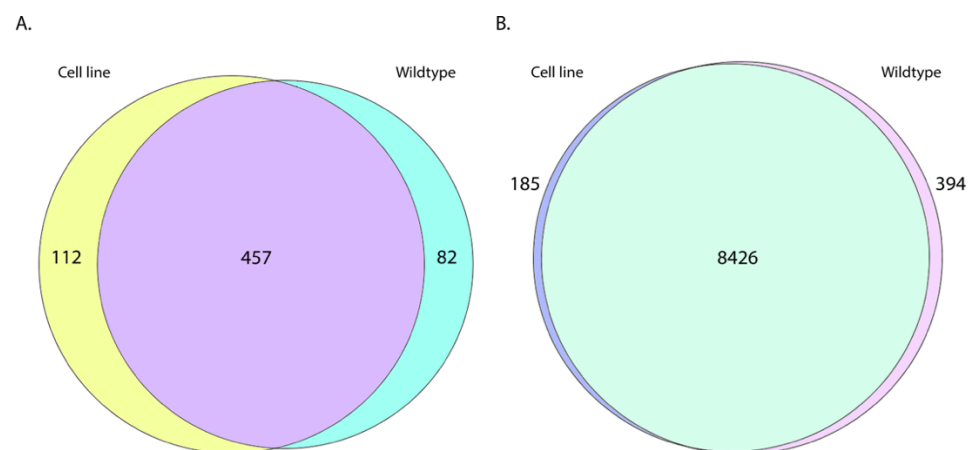 A.
B.
Cell line
Wildtype
Cell line
Wildtype
112
457
82
185
8426
394